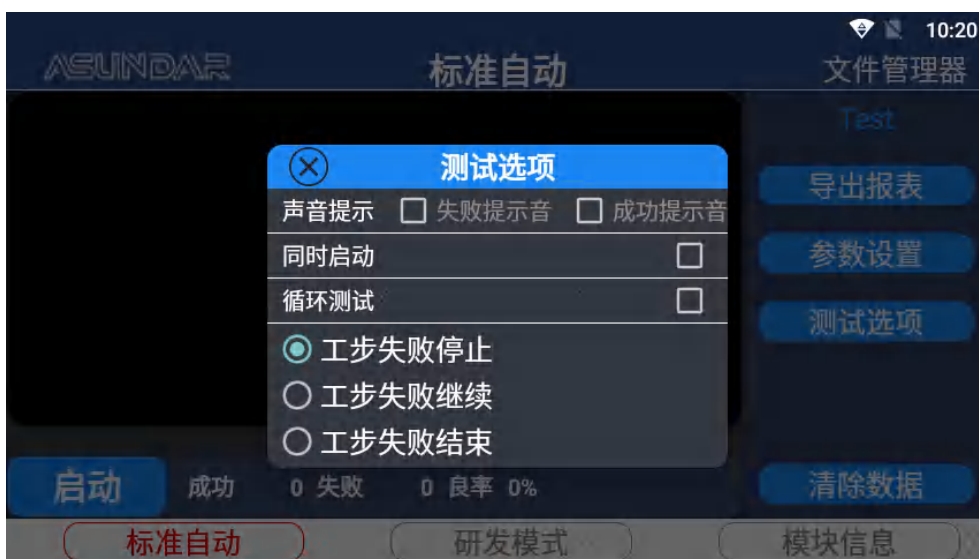 10:20
ASUNDAR 标准自动 文件管理器
Test
测试选项
导出报表
声音提示 失败提示音 成功提示音
同时启动
参数设置
循环测试
测试选项
工步失败停止
工步失败继续
工步失败结束
启动 成功 0 失败 0 良率 0% 清除数据
标准自动 研发模式 模块信息